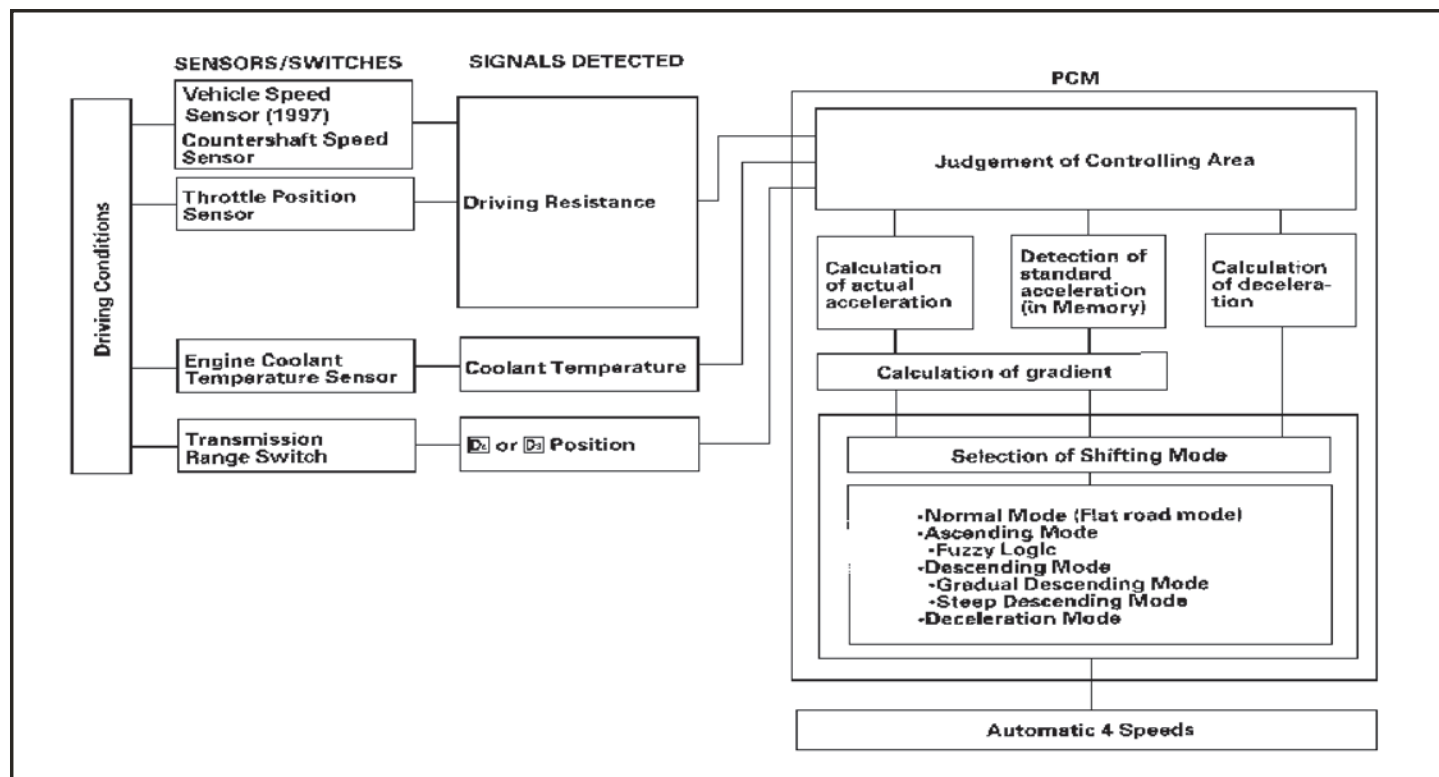 SENSORS/SWITCHES
SIGNALS DETECTED
PCM
Driving Conditions
Vehicle Speed
Sensor (1997)
Countershaft Speed
Sensor
Throttle Position
Sensor
Driving Resistance
Engine Coolant
Temperature Sensor
Coolant Temperature
Transmission
Range Switch
D4 or D3 Position
Judgement of Controlling Area
Calculation
of actual
acceleration
Detection of
standard
acceleration
(in Memory)
Calculation
of decelera-
tion
Calculation of gradient
Selection of Shifting Mode
•Normal Mode (Flat road mode)
•Ascending Mode
•Fuzzy Logic
•Descending Mode
•Gradual Descending Mode
•Steep Descending Mode
•Deceleration Mode
Automatic 4 Speeds